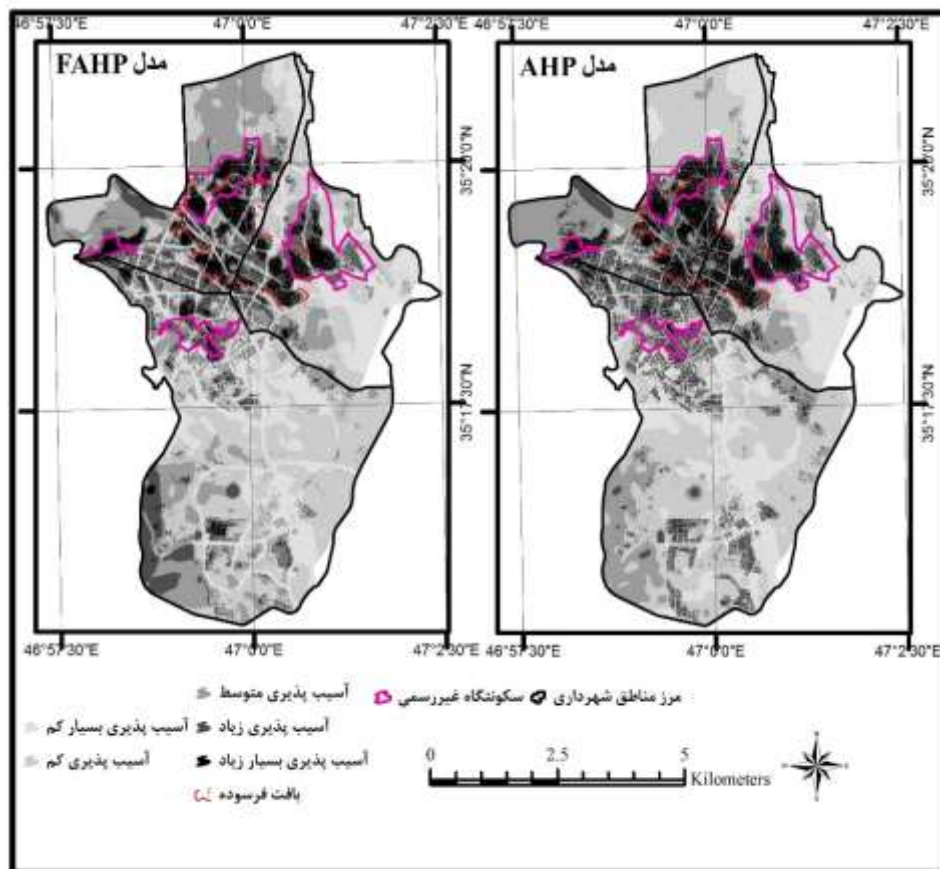 46°57'30"E 47°0'0"E 47°2'30"E 46°57'30"E 47°0'0"E 47°2'30"E
مدل FAHP
مدل AHP
35°20'0"N
35°20'0"N
35°17'30"N
35°17'30"N
46°57'30"E 47°0'0"E 47°2'30"E 46°57'30"E 47°0'0"E 47°2'30"E
مرز مناطق شهرداری
سکونتگاه غیررسمی
آسیب پذیری متوسط
آسیب پذیری زیاد
آسیب پذیری بسیار کم
آسیب پذیری بسیار زیاد
آسیب پذیری کم
بافت فرسوده
0 2.5 5
Kilometers